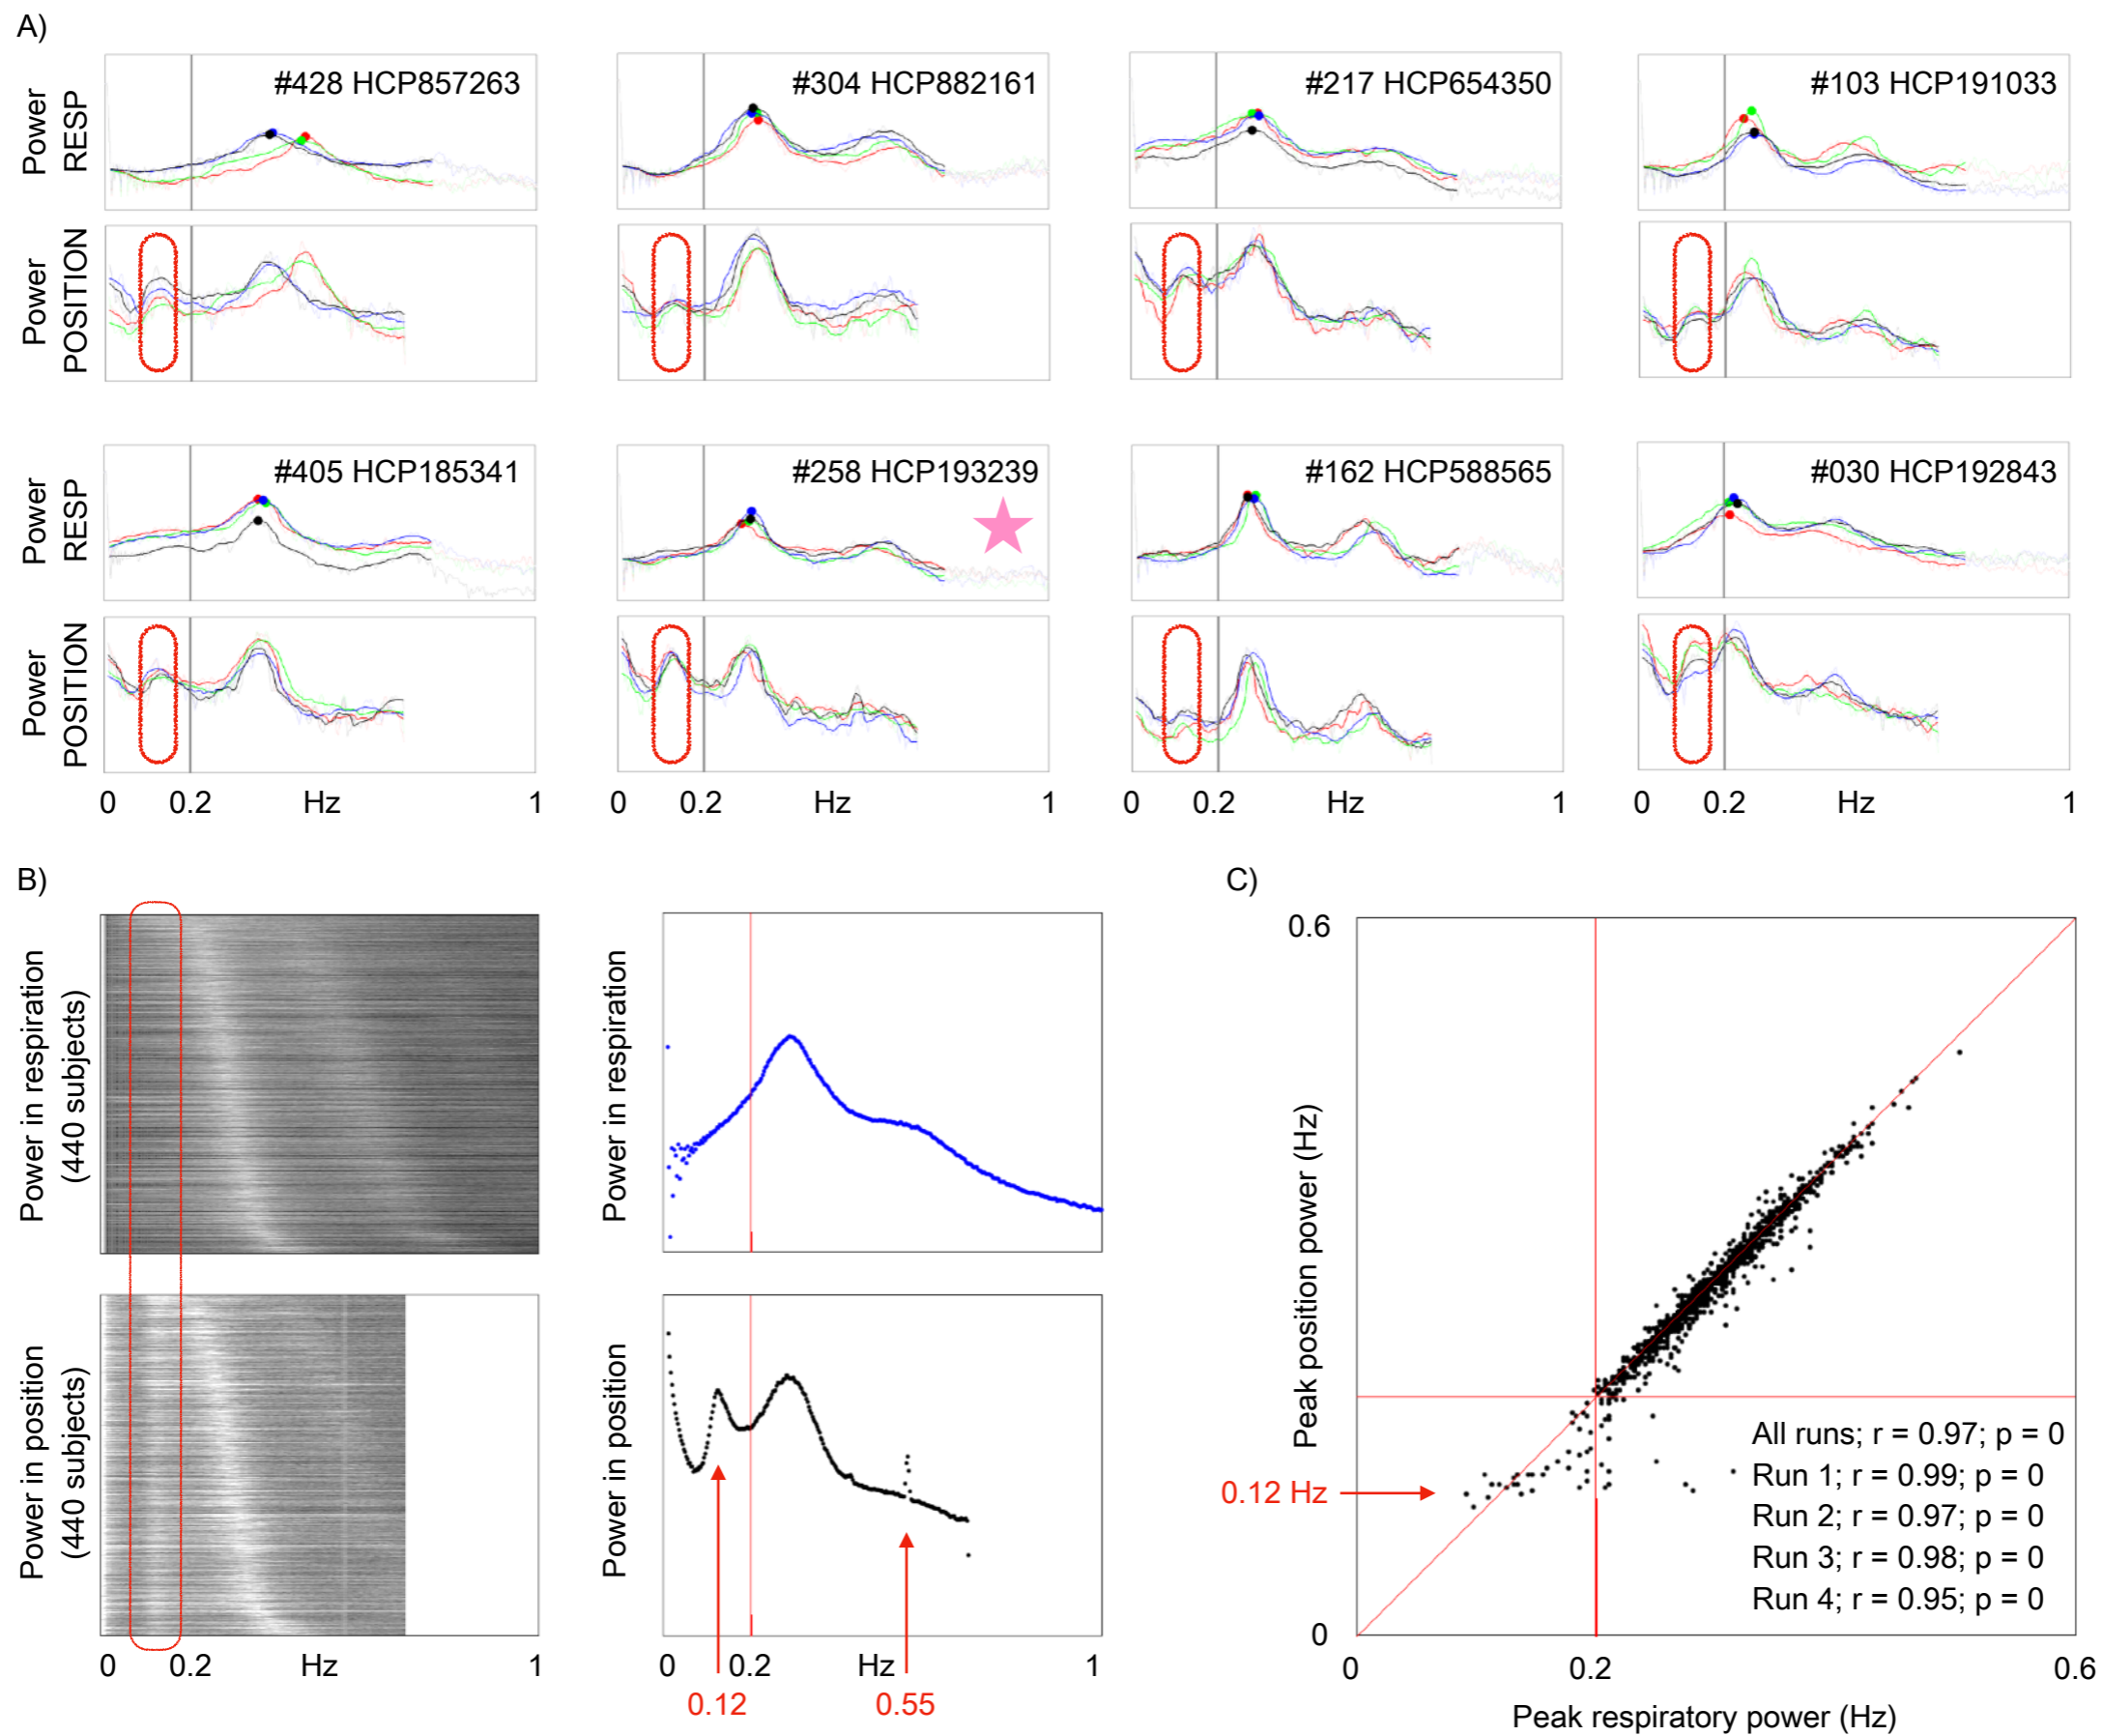 A)
Power
RESP
#428 HCP857263
#304 HCP882161
#217 HCP654350
#103 HCP191033
Power
POSITION
Power
RESP
#405 HCP185341
#258 HCP193239
#162 HCP588565
#030 HCP192843
Power
POSITION
0 0.2 Hz 1
0 0.2 Hz 1
0 0.2 Hz 1
0 0.2 Hz 1
B)
Power in respiration
(440 subjects)
Power in respiration
Power in position
(440 subjects)
Power in position
0 0.2 Hz 1
0 0.2 Hz 1
0.12
0.55
C)
0.6
Peak position power (Hz)
0.12 Hz
All runs; r = 0.97; p = 0
Run 1; r = 0.99; p = 0
Run 2; r = 0.97; p = 0
Run 3; r = 0.98; p = 0
Run 4; r = 0.95; p = 0
0
0 0.2 0.6
Peak respiratory power (Hz)